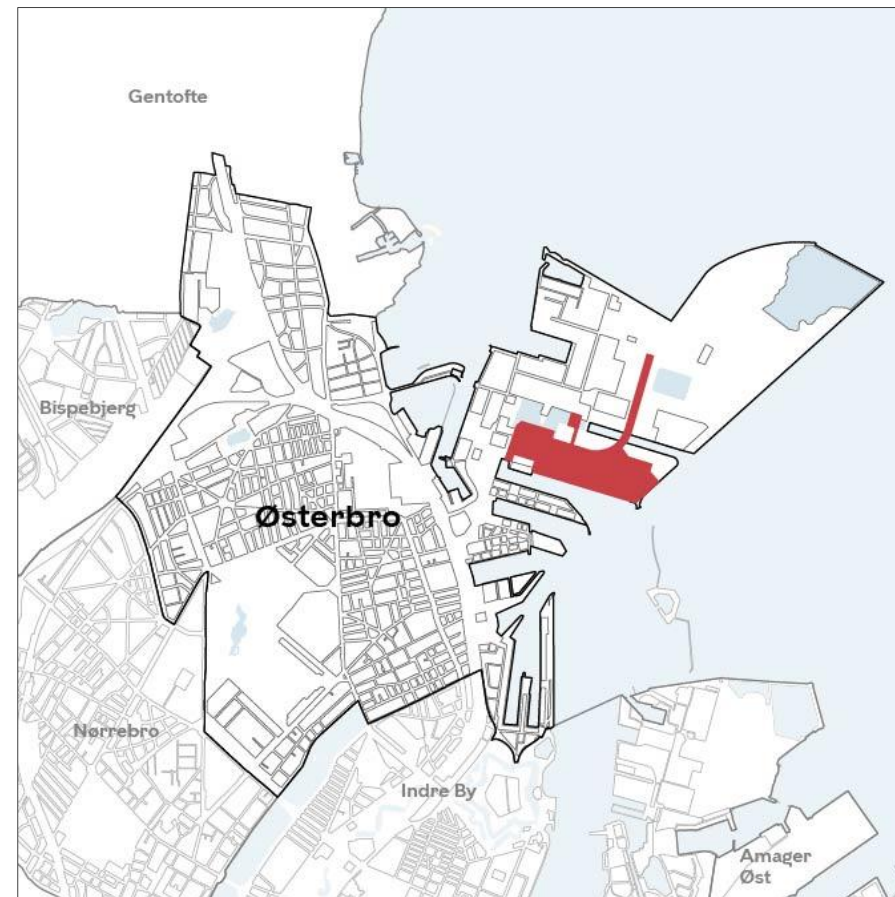 Gentofte
Bispebjerg
Østerbro
Nørrebro
Indre By
Amager
Øst